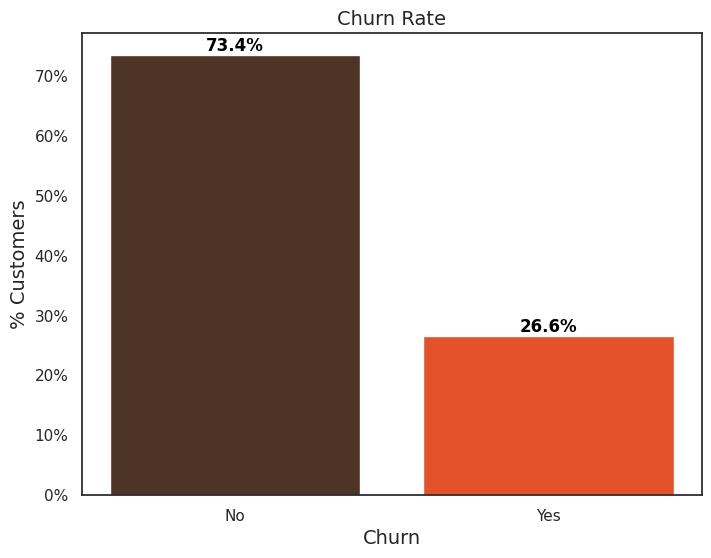 Churn Rate
% Customers
73.4%
70%
60%
50%
40%
30%
26.6%
20%
10%
0%
No
Yes
Churn